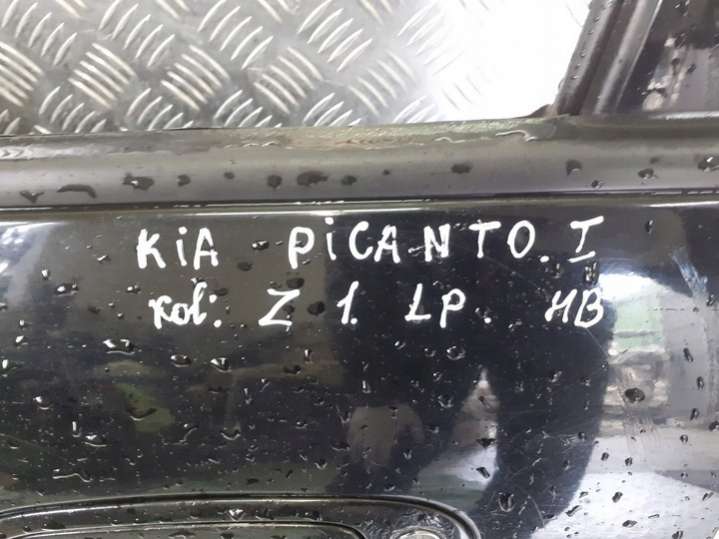 KiA PiCANTO. I
kol: Z 1. LP. HB